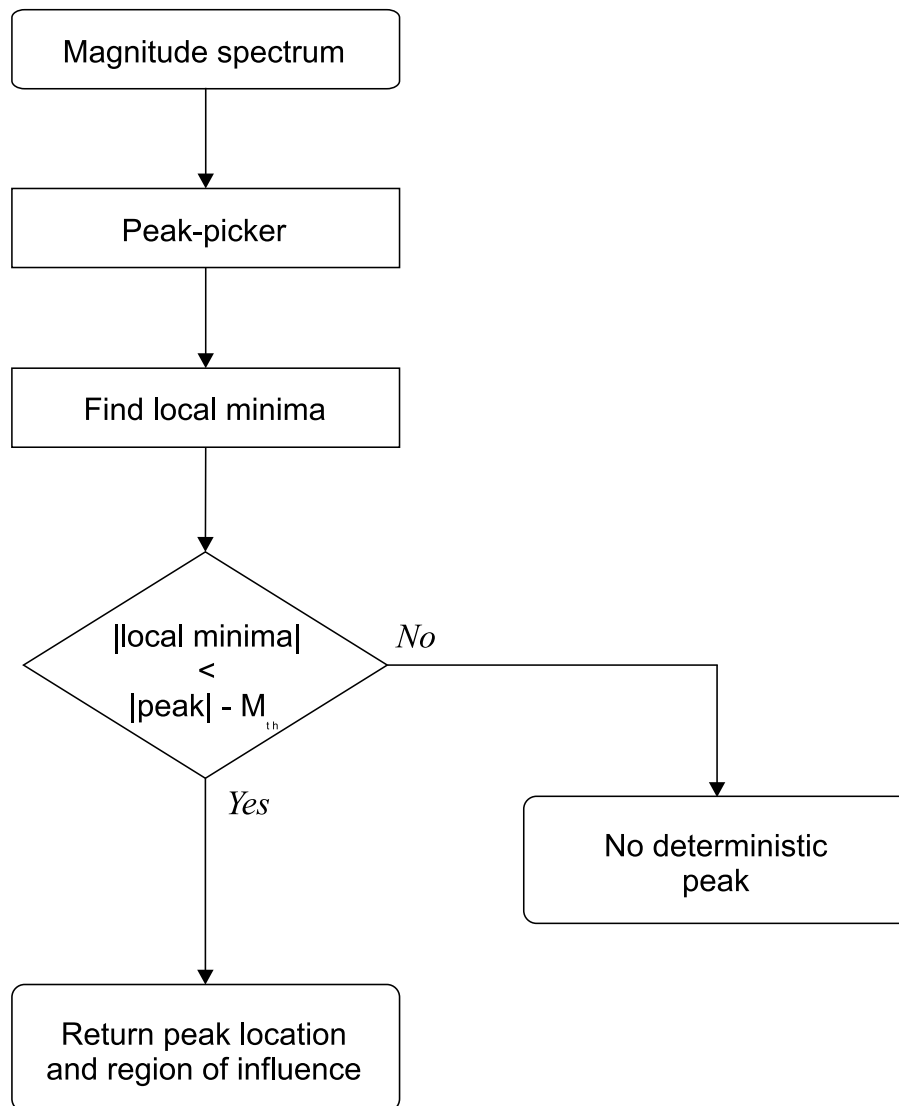 Magnitude spectrum
Peak-picker
Find local minima
|local minima|
<
|peak| - M_th
No
Yes
No deterministic
peak
Return peak location
and region of influence